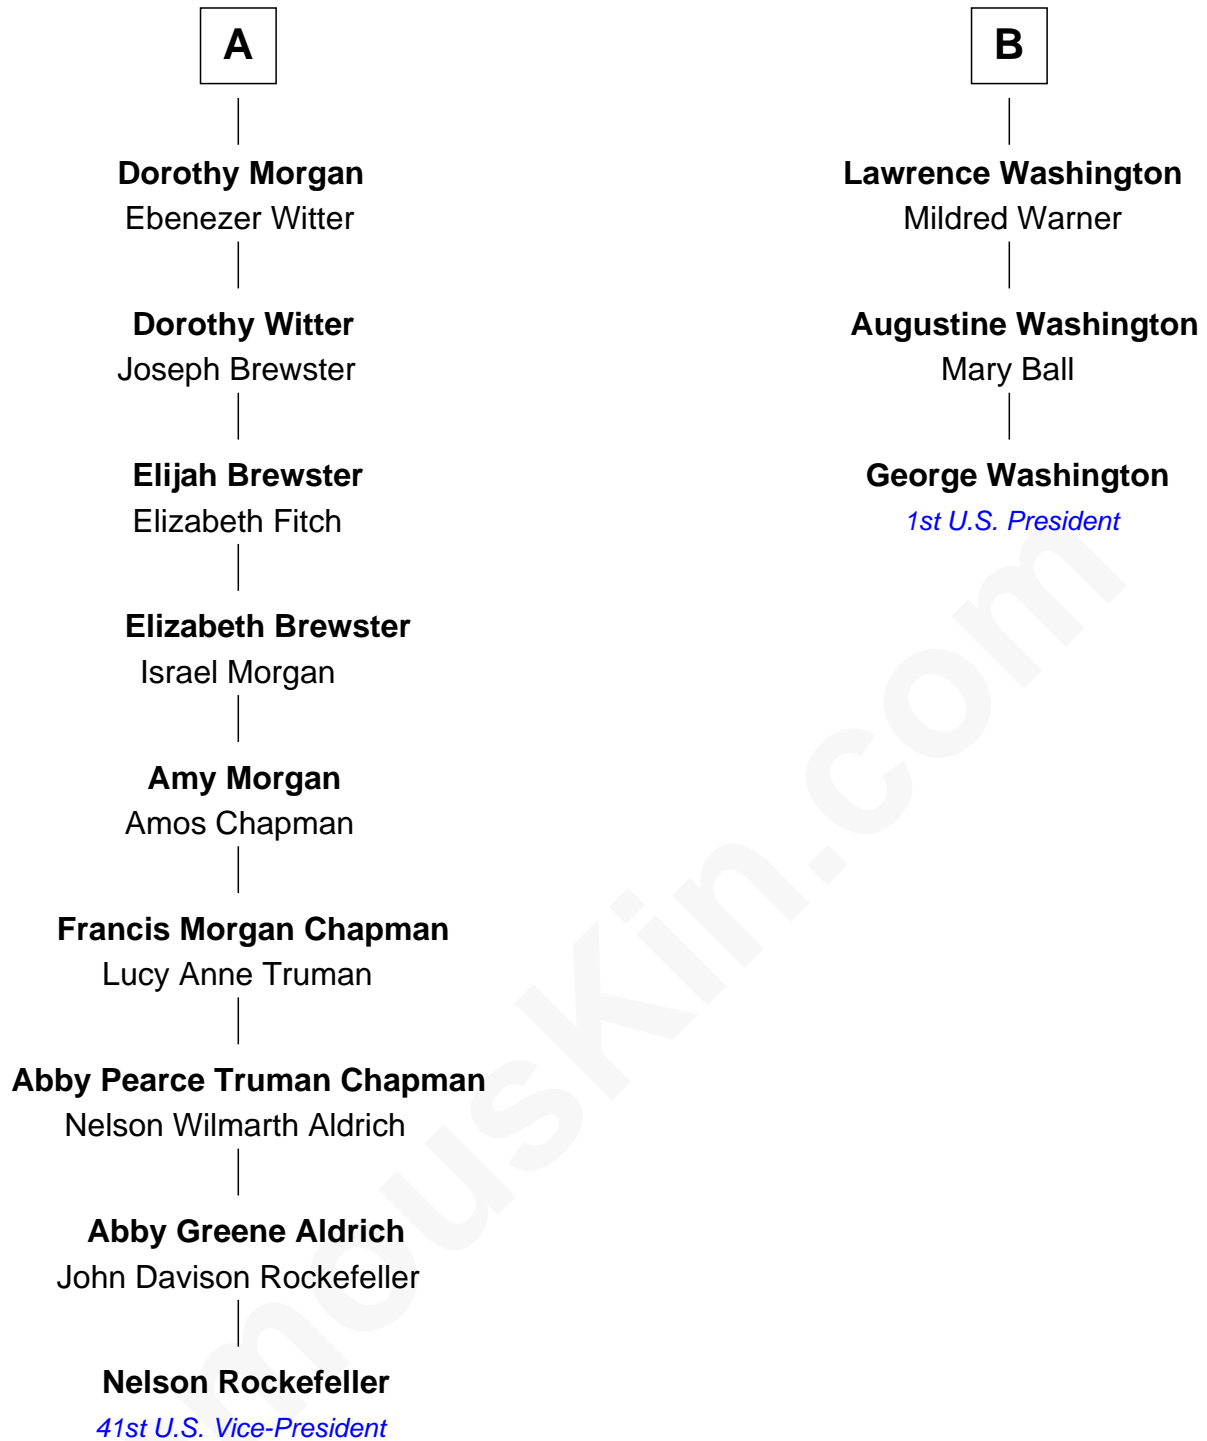 A
Dorothy Morgan
Ebenezer Witter
Dorothy Witter
Joseph Brewster
Elijah Brewster
Elizabeth Fitch
Elizabeth Brewster
Israel Morgan
Amy Morgan
Amos Chapman
Francis Morgan Chapman
Lucy Anne Truman
Abby Pearce Truman Chapman
Nelson Wilmarth Aldrich
Abby Greene Aldrich
John Davison Rockefeller
Nelson Rockefeller
41st U.S. Vice-President
B
Lawrence Washington
Mildred Warner
Augustine Washington
Mary Ball
George Washington
1st U.S. President
mouskin.com